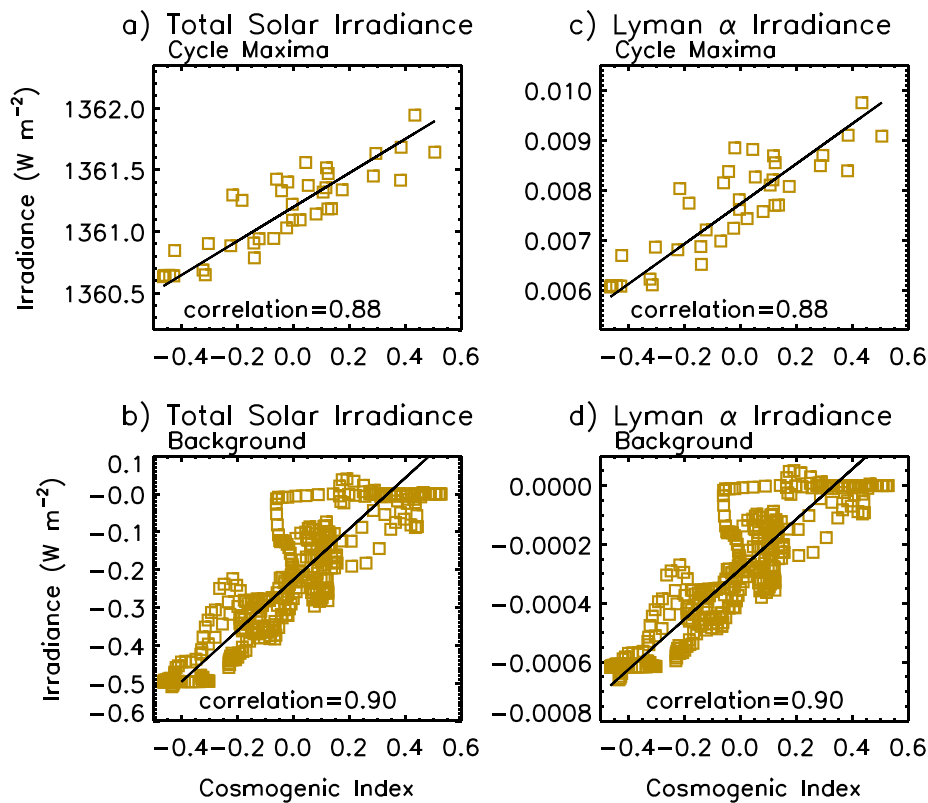 a) Total Solar Irradiance
Cycle Maxima
Irradiance (W m−2)
1362.0
1361.5
1361.0
1360.5
correlation=0.88
−0.4−0.2 0.0 0.2 0.4 0.6
c) Lyman α Irradiance
Cycle Maxima
0.010
0.009
0.008
0.007
0.006
correlation=0.88
−0.4−0.2 0.0 0.2 0.4 0.6
b) Total Solar Irradiance
Background
Irradiance (W m−2)
0.1
−0.0
−0.1
−0.2
−0.3
−0.4
−0.5
−0.6
correlation=0.90
−0.4−0.2 0.0 0.2 0.4 0.6
Cosmogenic Index
d) Lyman α Irradiance
Background
0.0000
−0.0002
−0.0004
−0.0006
−0.0008
correlation=0.90
−0.4−0.2 0.0 0.2 0.4 0.6
Cosmogenic Index